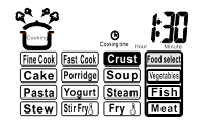 Cooking
1:30
Cooking time Hour Minute
Fine Cook Fast Cook Crust Food select
Cake Porridge Soup Vegetables
Pasta Yogurt Steam Fish
Stew Stir Fry Fry Meat